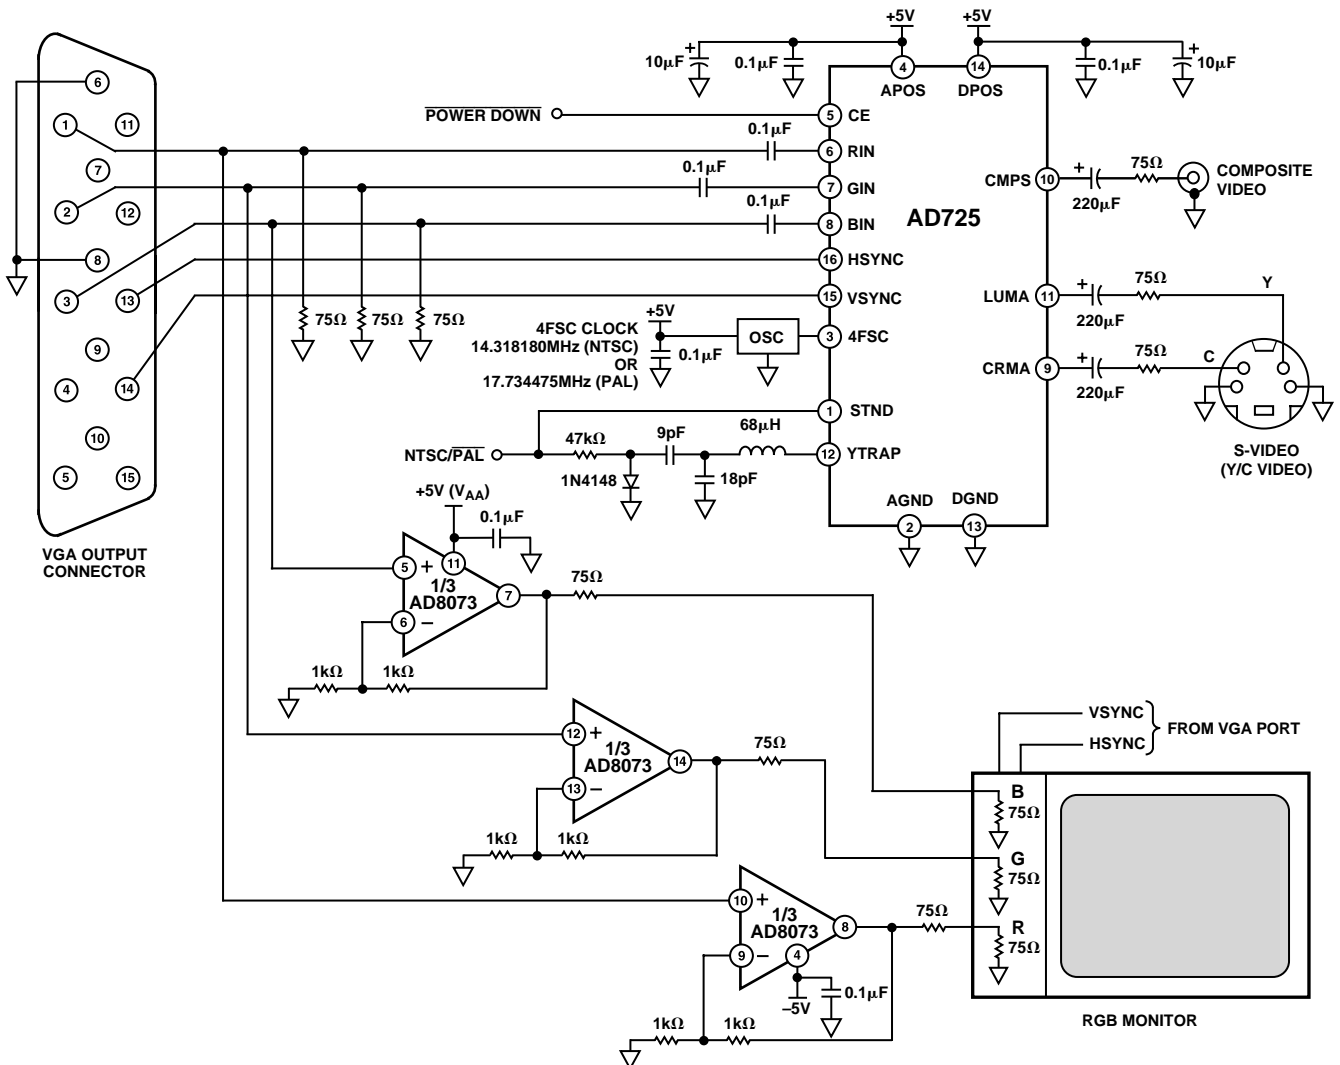 +5V
+5V
10µF
+
0.1µF
4
14
0.1µF
+
10µF
APOS
DPOS
6
1
11
7
2
12
8
3
13
9
4
14
10
5
15
VGA OUTPUT
CONNECTOR
POWER DOWN
5
CE
0.1µF
6
RIN
0.1µF
7
GIN
0.1µF
8
BIN
16
HSYNC
15
VSYNC
AD725
CMPS
10
+
220µF
75Ω
COMPOSITE
VIDEO
LUMA
11
+
220µF
75Ω
Y
CRMA
9
+
220µF
75Ω
C
S-VIDEO
(Y/C VIDEO)
75Ω
75Ω
75Ω
4FSC CLOCK
14.318180MHz (NTSC)
OR
17.734475MHz (PAL)
+5V
0.1µF
OSC
3
4FSC
1
STND
NTSC/PAL
47kΩ
1N4148
9pF
18pF
68µH
12
YTRAP
AGND
DGND
2
13
+5V (VAA)
0.1µF
5
+
11
1/3
AD8073
6
–
7
75Ω
1kΩ
1kΩ
12
+
1/3
AD8073
13
–
14
75Ω
1kΩ
1kΩ
10
+
1/3
AD8073
9
–
4
8
75Ω
–5V
0.1µF
1kΩ
1kΩ
VSYNC
HSYNC
FROM VGA PORT
B
75Ω
G
75Ω
R
75Ω
RGB MONITOR